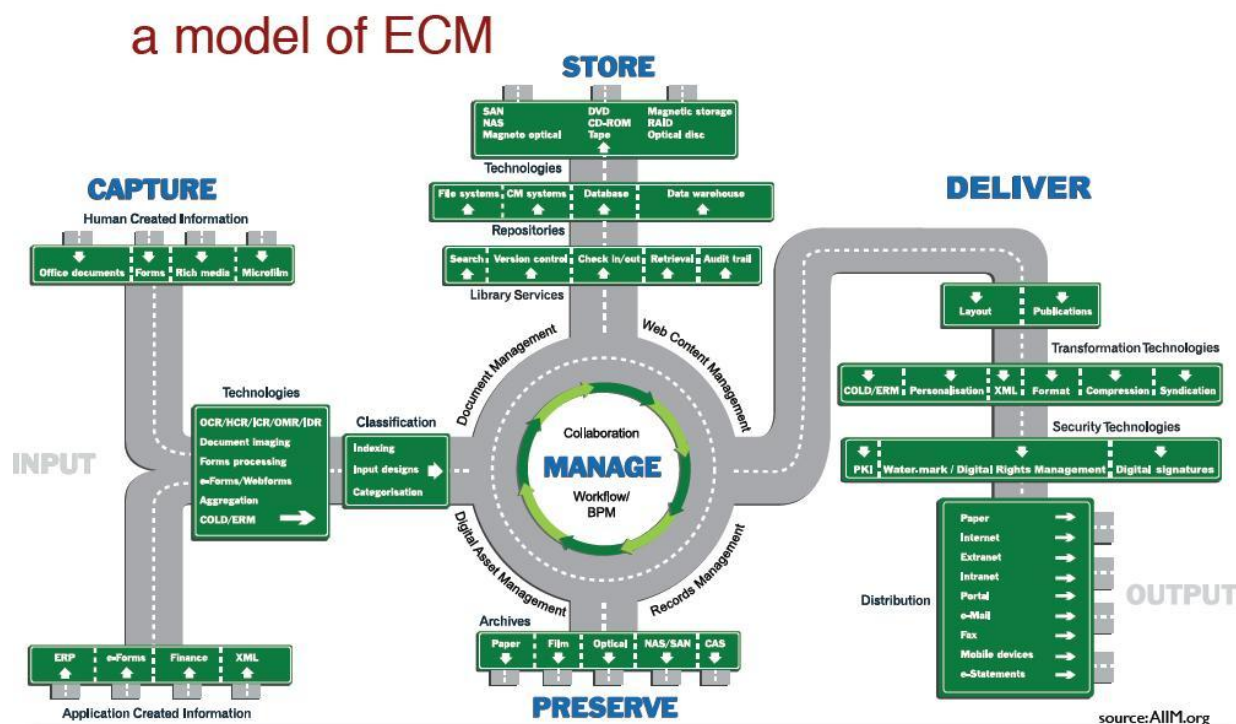 a model of ECM
STORE
SAN
NAS
Magneto optical
DVD
CD-ROM
Tape
Magnetic storage
RAID
Optical disc
Technologies
File systems
CM systems
Database
Data warehouse
Repositories
Search
Version control
Check in/out
Retrieval
Audit trail
Library Services
CAPTURE
Human Created Information
Office documents
Forms
Rich media
Microfilm
INPUT
Technologies
OCR/HCR/ICR/OMR/IDR
Document imaging
Forms processing
e-Forms/Webforms
Aggregation
COLD/ERM
Classification
Indexing
Input designs
Categorisation
ERP
e-Forms
Finance
XML
Application Created Information
Document Management
Web Content Management
Digital Asset Management
Records Management
Collaboration
MANAGE
Workflow/
BPM
Archives
Paper
Film
Optical
NAS/SAN
CAS
PRESERVE
DELIVER
Layout
Publications
Transformation Technologies
COLD/ERM
Personalisation
XML
Format
Compression
Syndication
Security Technologies
PKI
Water.mark / Digital Rights Management
Digital signatures
Distribution
Paper
Internet
Extranet
Intranet
Portal
e-Mail
Fax
Mobile devices
e-Statements
OUTPUT
source:AIIM.org